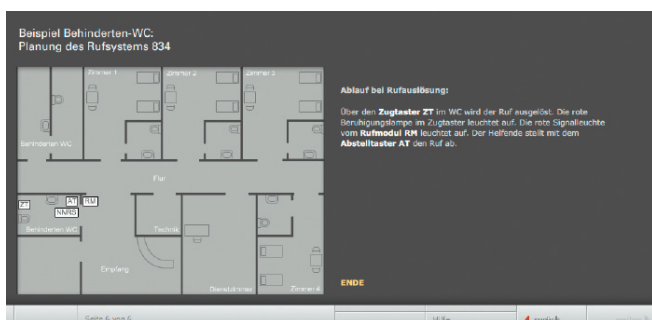 Beispiel Behinderten-WC:
Planung des Rufsystems 834
Zimmer 1
Zimmer 2
Zimmer 3
Behinderten WC
Flur
ZT
AT
RM
NNRS
Behinderten WC
Technik
Empfang
Dienstzimmer
Zimmer 4
Ablauf bei Rufauslösung:
Über den Zugtaster ZT im WC wird der Ruf ausgelöst. Die rote
Beruhigungslampe im Zugtaster leuchtet auf. Die rote Signalleuchte
vom Rufmodul RM leuchtet auf. Der Helfende stellt mit dem
Abstelltaster AT den Ruf ab.
ENDE
Seite 6 von 6
Hilfe
zurück